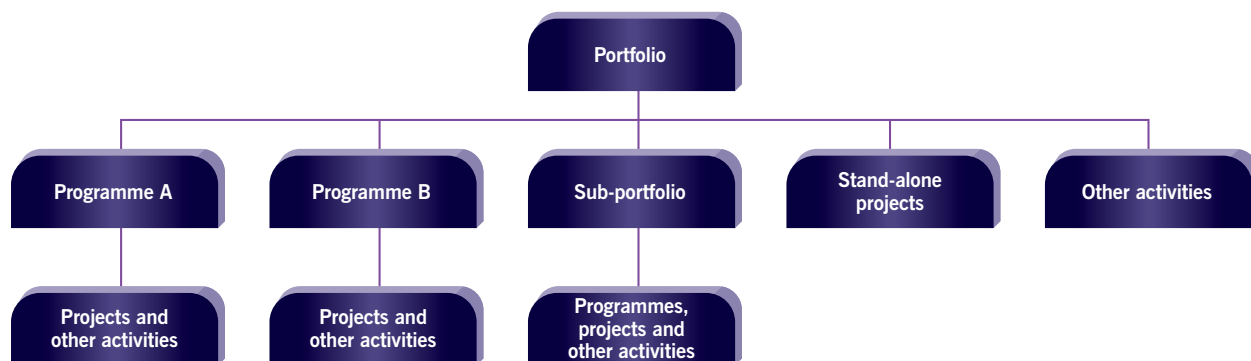 Portfolio
Programme A
Programme B
Sub-portfolio
Stand-alone
projects
Other activities
Projects and
other activities
Projects and
other activities
Programmes,
projects and
other activities